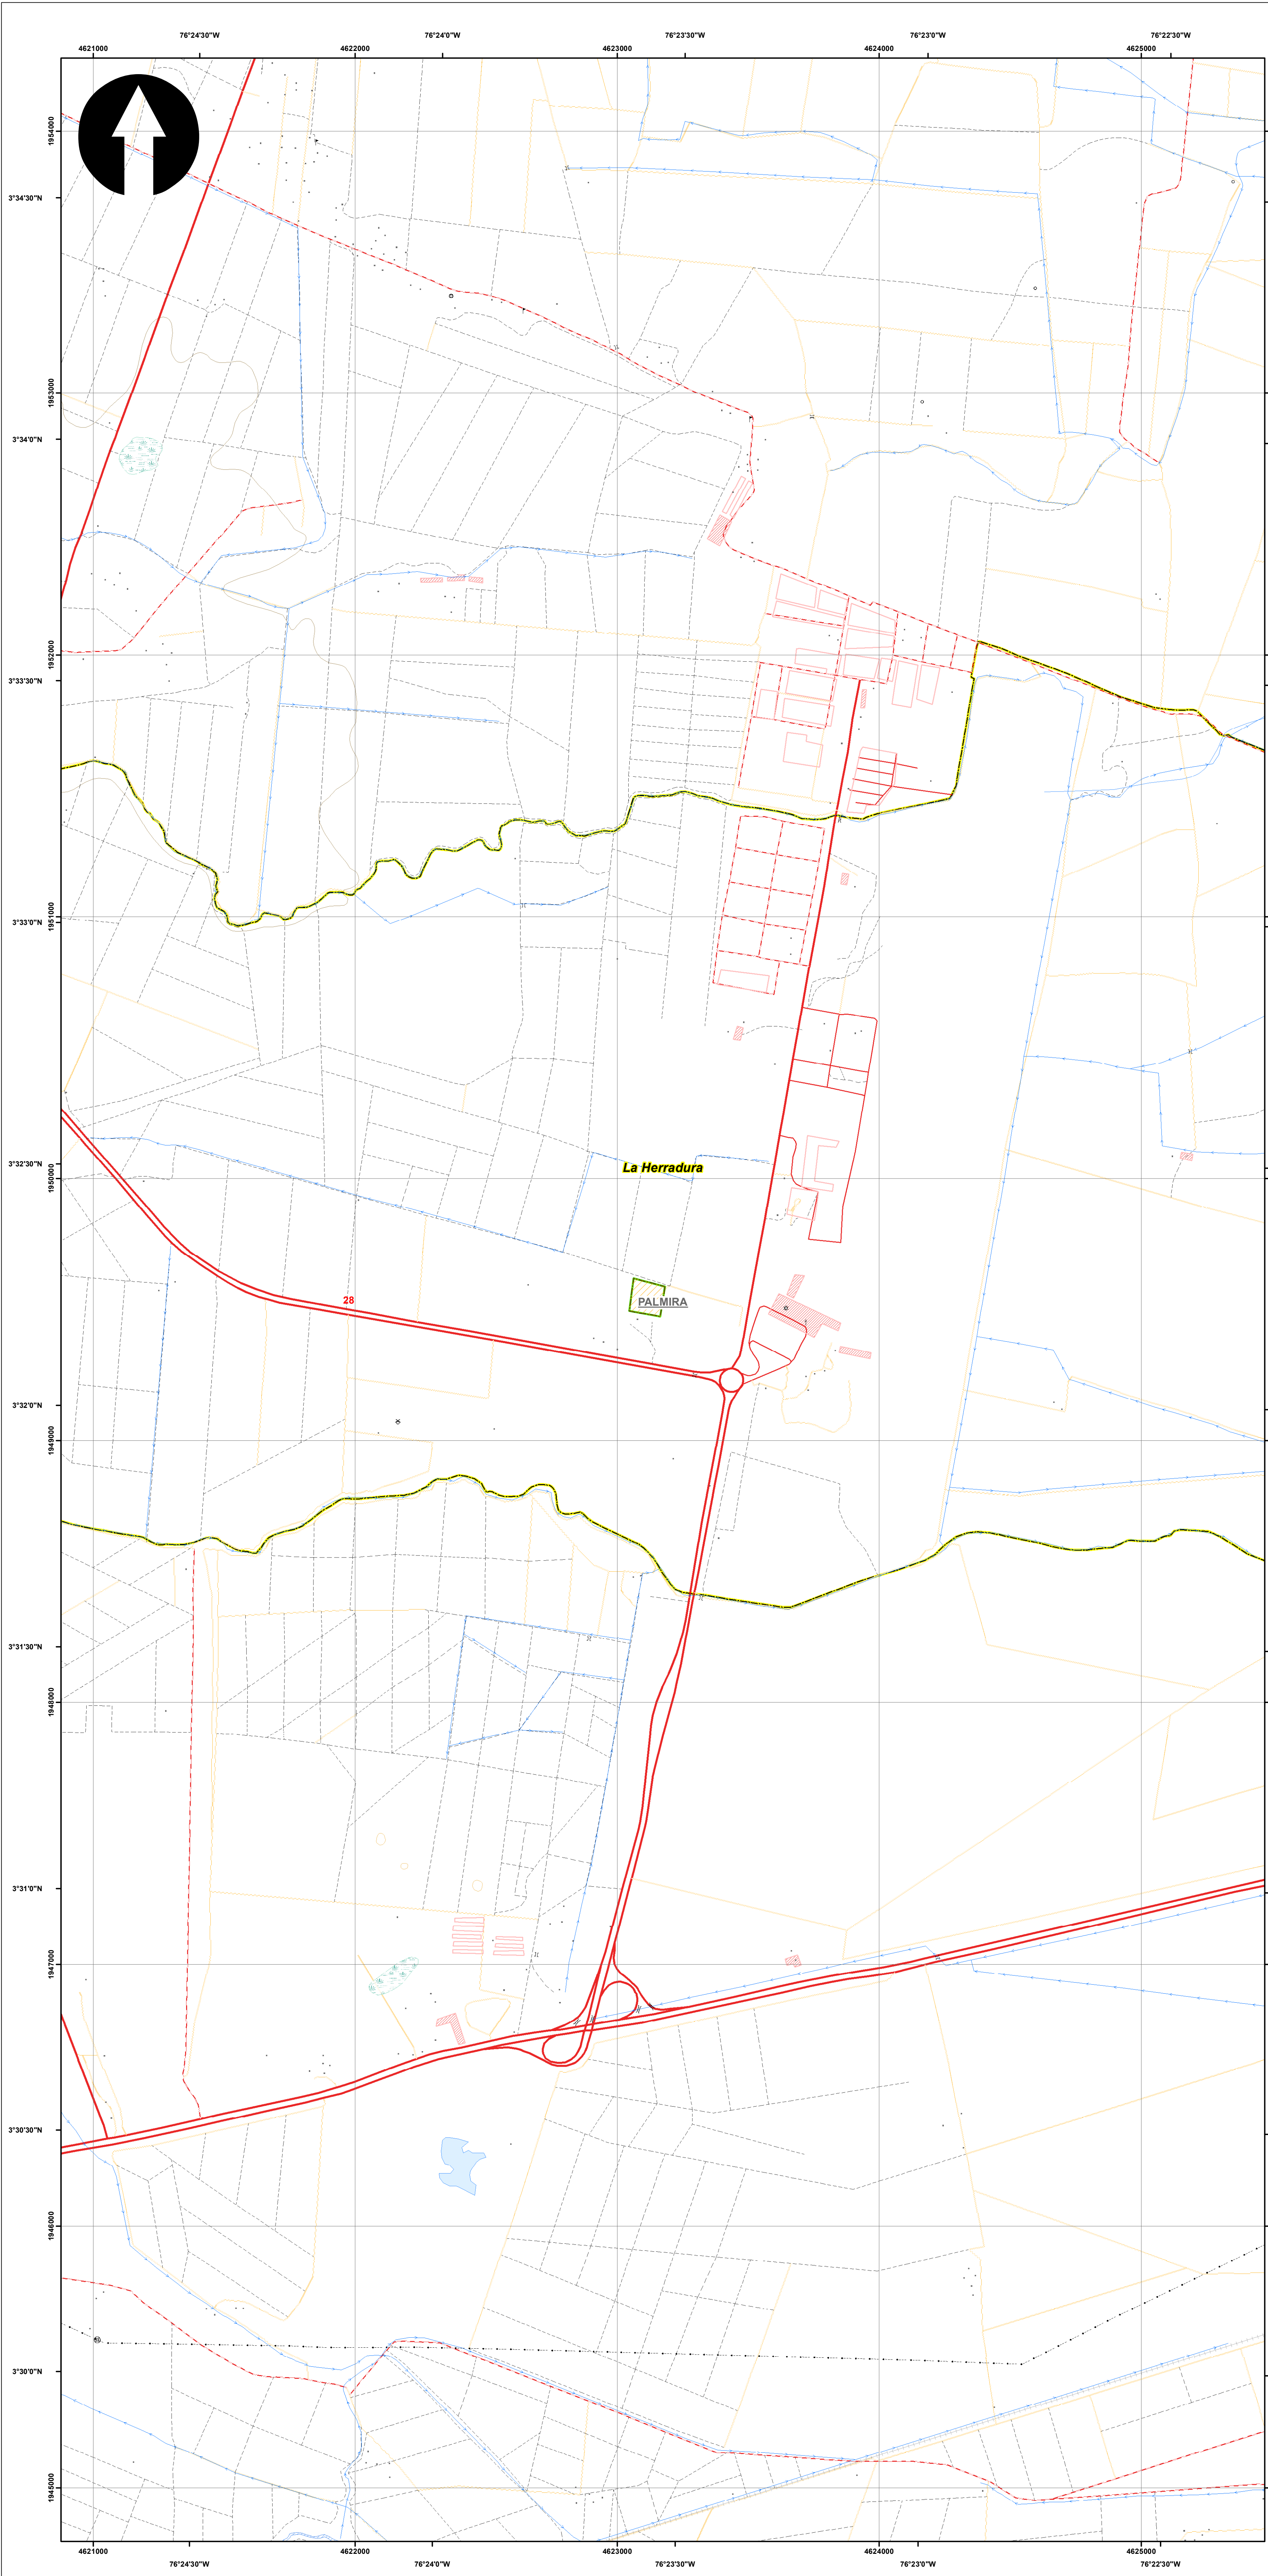 76°24'30"W 76°24'0"W 76°23'30"W 76°23'0"W 76°22'30"W
4621000 4622000 4623000 4624000 4625000
1954000
3°34'30"N
1953000
3°34'0"N
1952000
3°33'30"N
1951000
3°33'0"N
3°32'30"N
La Herradura
1950000
28
PALMIRA
3°32'0"N
1949000
3°31'30"N
1948000
3°31'0"N
1947000
3°30'30"N
1946000
3°30'0"N
1945000
4621000 4622000 4623000 4624000 4625000
76°24'30"W 76°24'0"W 76°23'30"W 76°23'0"W 76°22'30"W